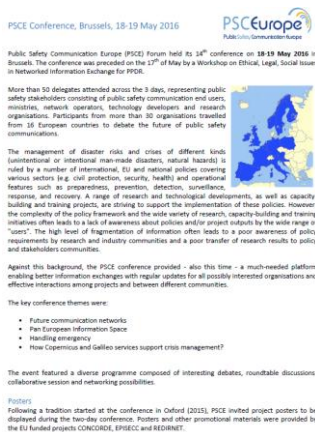 PSCE Conference, Brussels, 18-19 May 2016
PSCEurope
Public Safety Communication Europe
Public Safety Communication Europe (PSCE) Forum held its 14th conference on 18-19 May 2016 in
Brussels. The conference was preceded on the 17th of May by a Workshop on Ethical, Legal, Social Issues
in Networked Information Exchange for PPDR.
More than 50 delegates attended across the 3 days, representing public
safety stakeholders consisting of public safety communication end users,
ministries, network operators, technology developers and research
organisations. Participants from more than 30 organisations travelled
from 16 European countries to debate the future of public safety
communications.
The management of disaster risks and crises of different kinds
(unintentional or intentional man-made disasters, natural hazards) is
ruled by a number of international, EU and national policies covering
various sectors (e.g. civil protection, security, health) and operational
features such as preparedness, prevention, detection, surveillance,
response, and recovery. A range of research and technological developments, as well as capacity-
building and training projects, are striving to support the implementation of these policies. However,
the complexity of the policy framework and the wide variety of research, capacity-building and training
initiatives often leads to a lack of awareness about policies and/or project outputs by the wide range of
"users". The high level of fragmentation of information often leads to a poor awareness of policy
requirements by research and industry communities and a poor transfer of research results to policy
and stakeholders communities.
Against this background, the PSCE conference provided - also this time - a much-needed platform
enabling better information exchanges with regular updates for all possibly interested organisations and
effective interactions among projects and between different communities.
The key conference themes were:
• Future communication networks
• Pan European Information Space
• Handling emergency
• How Copernicus and Galileo services support crisis management?
The event featured a diverse programme composed of interesting debates, roundtable discussions,
collaborative session and networking possibilities.
Posters
Following a tradition started at the conference in Oxford (2015), PSCE invited project posters to be
displayed during the two-day conference. Posters and other promotional materials were provided by
the EU funded projects CONCORDE, EPISECC and REDIRNET.